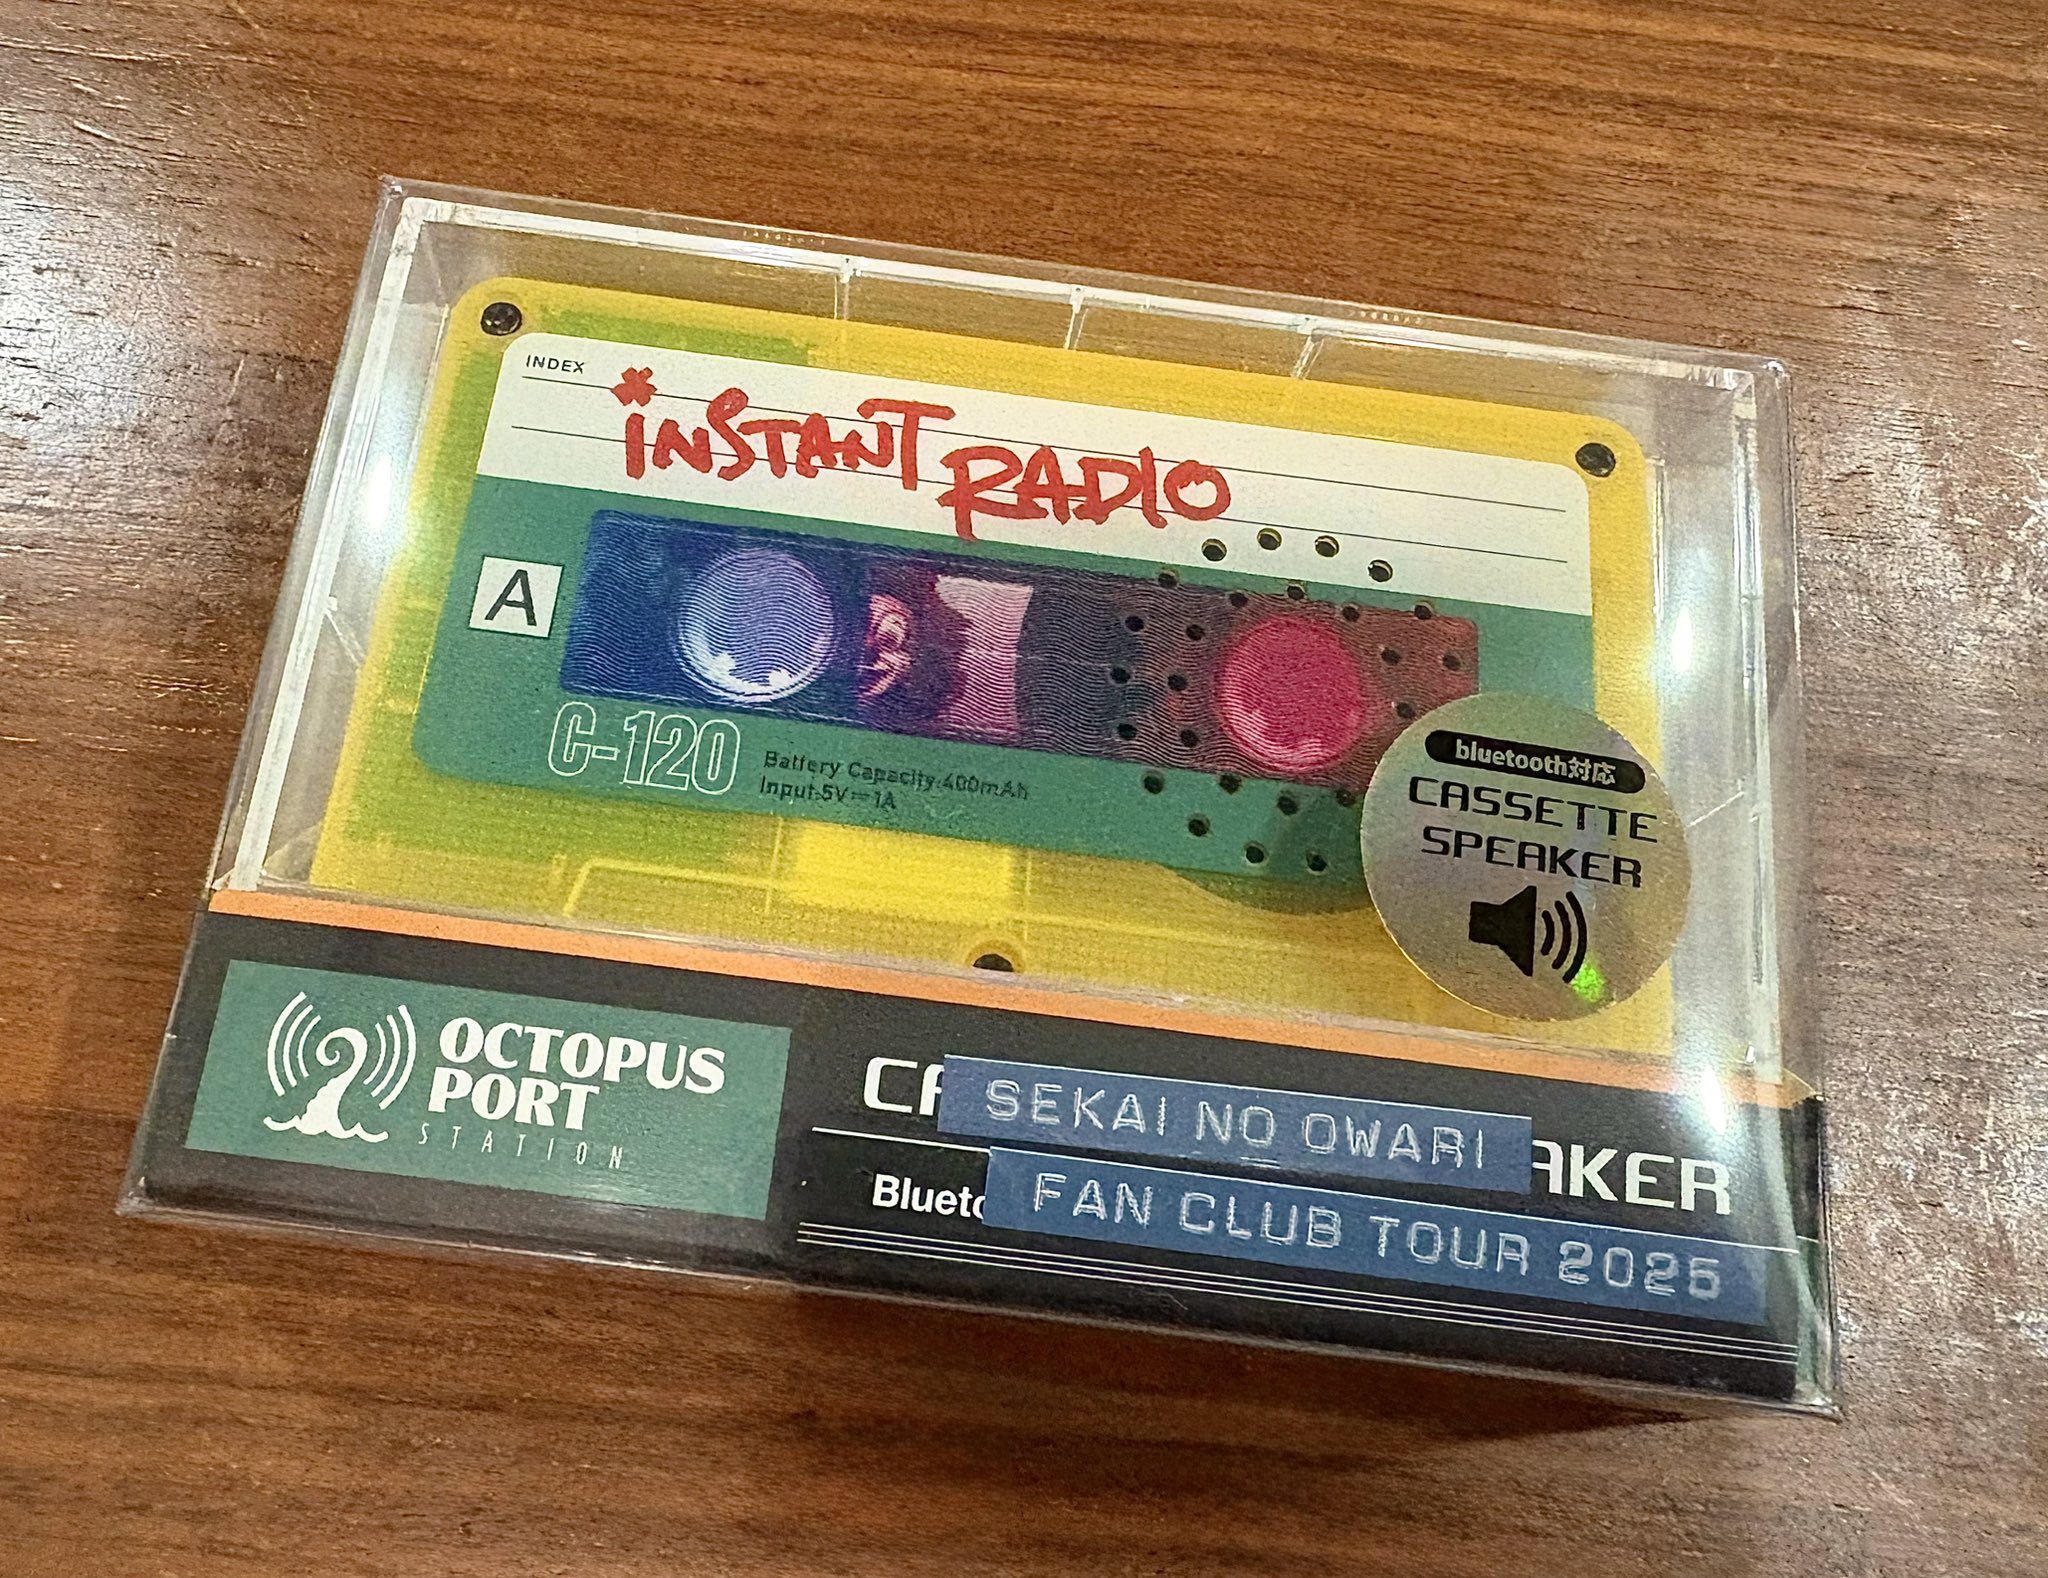 INDEX
INSTANT RADIO
A
C-120
Battery Capacity:400mAh
Input:5V⎓1A
bluetooth対応
CASSETTE
SPEAKER
OCTOPUS
PORT
STATION
SEKAI NO OWARI
AKER
Blueto
FAN CLUB TOUR 2025